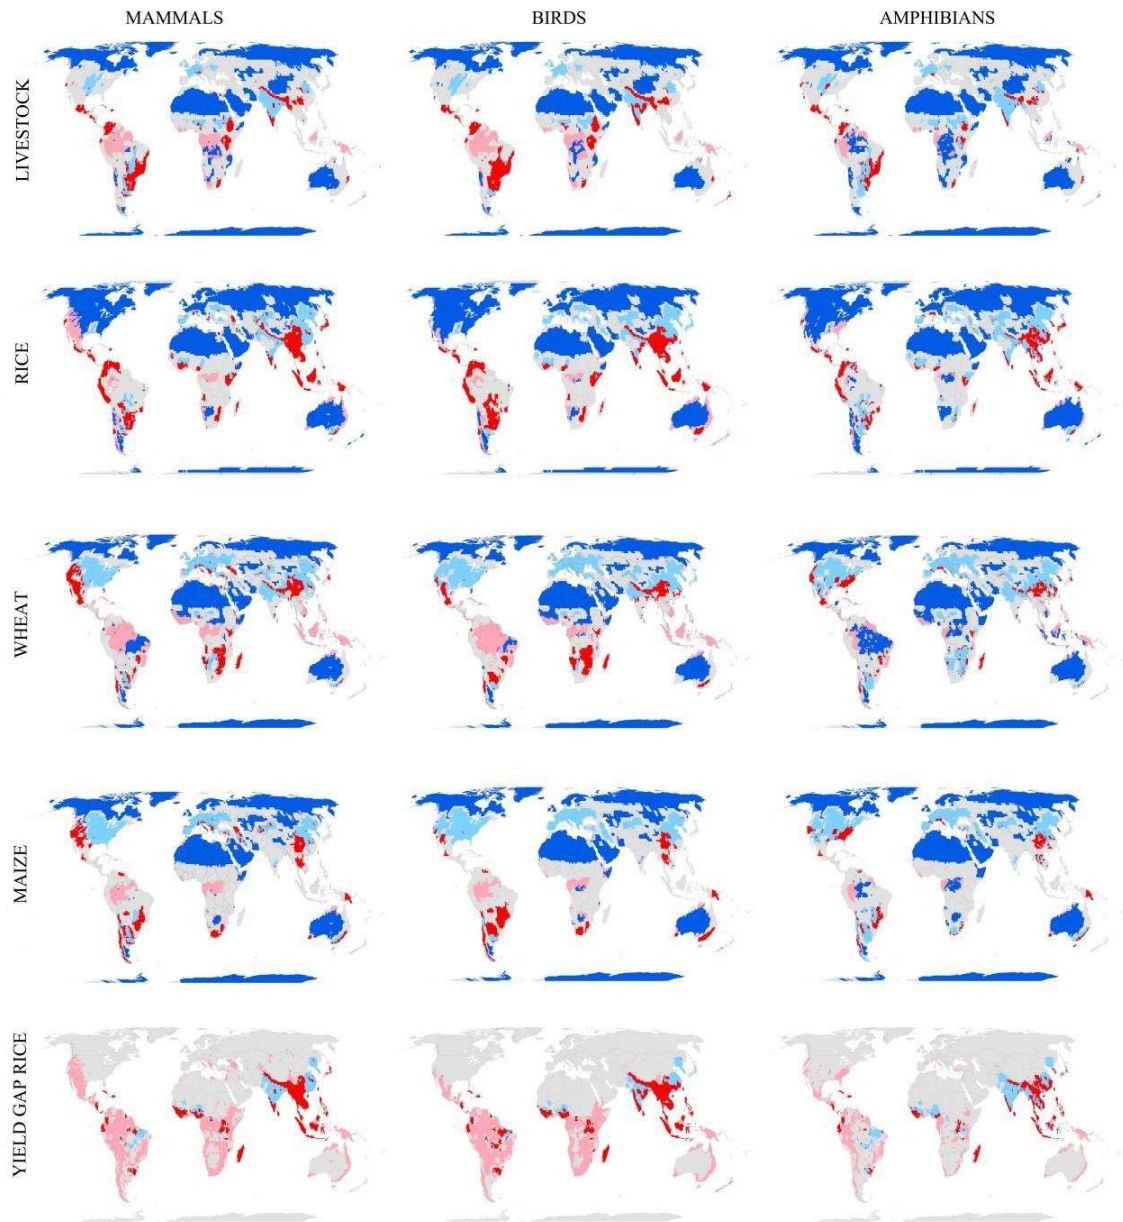 MAMMALS BIRDS AMPHIBIANS
LIVESTOCK
RICE
WHEAT
MAIZE
YIELD GAP RICE